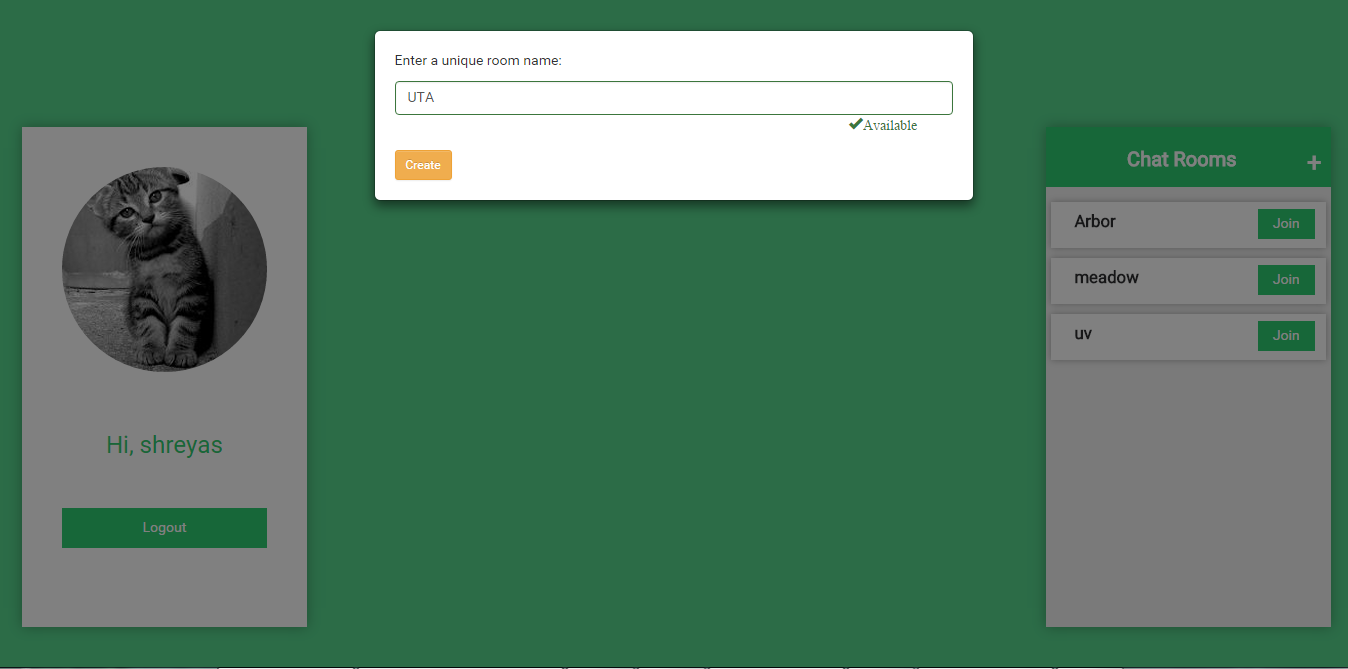 Enter a unique room name:
UTA
✔Available
Create
Hi, shreyas
Logout
Chat Rooms +
Arbor Join
meadow Join
uv Join